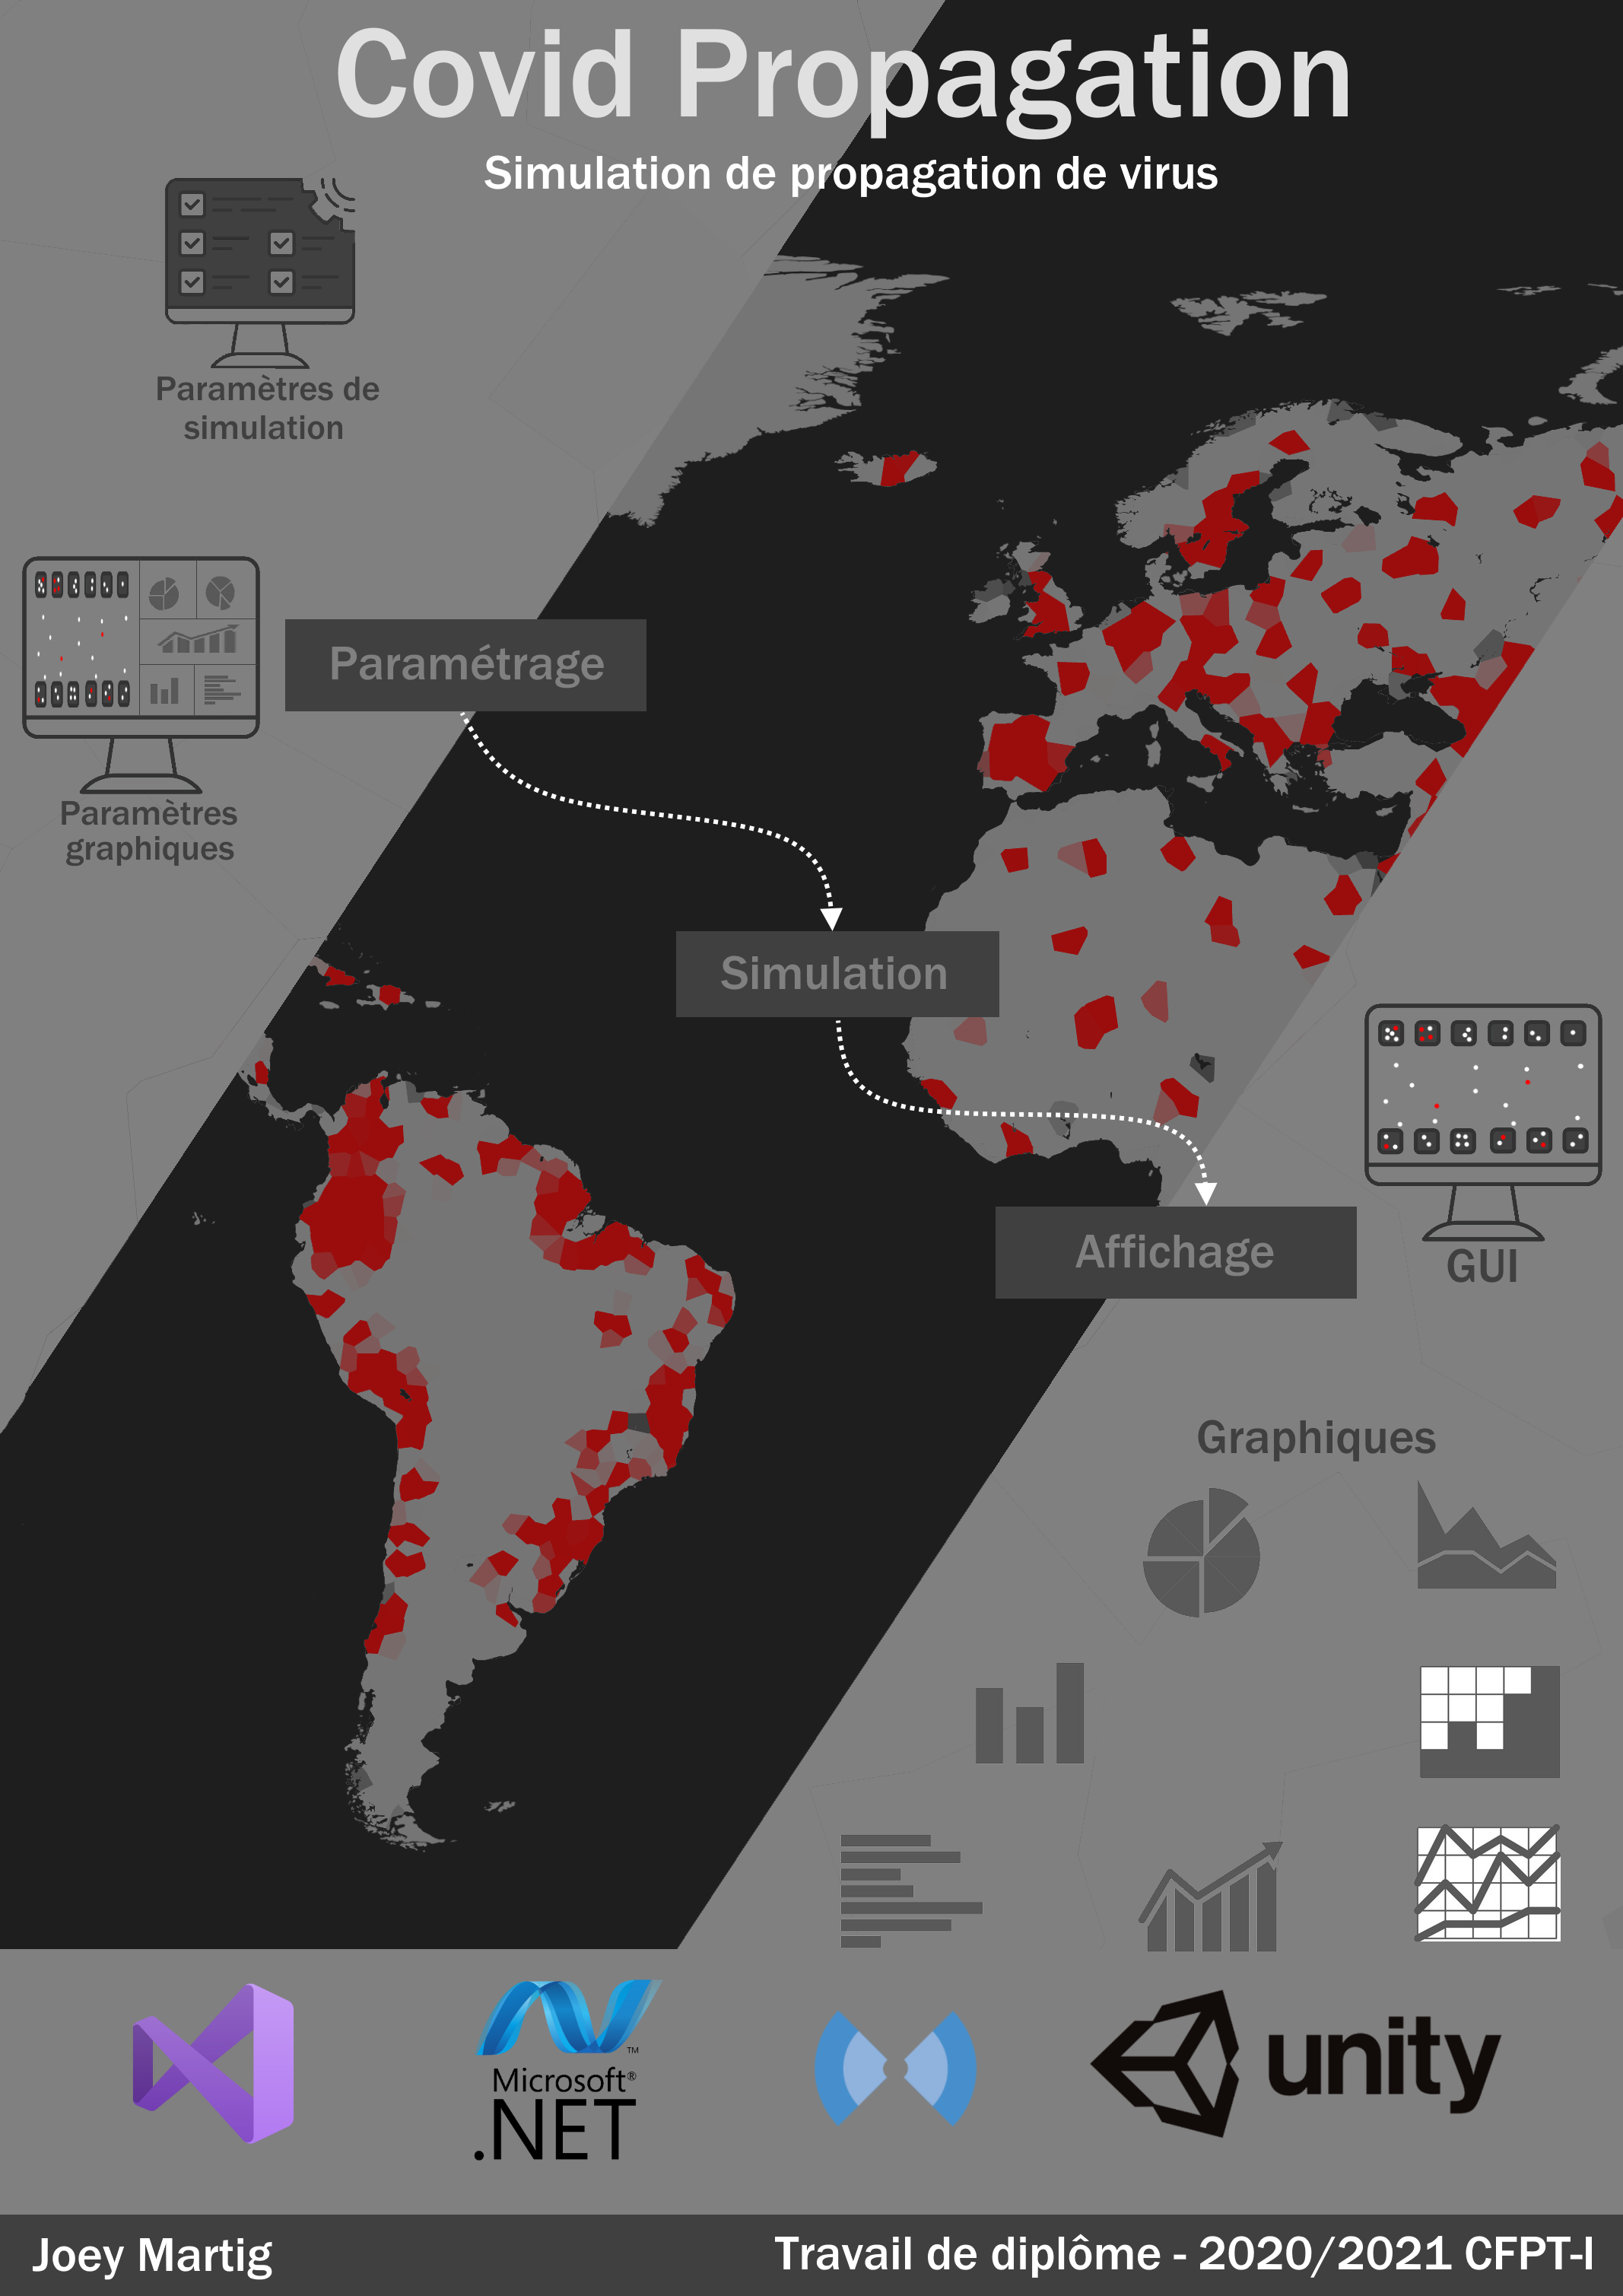 Covid Propagation
Simulation de propagation de virus
Paramètres de
simulation
Paramétrage
Paramètres
graphiques
Simulation
Affichage
GUI
Graphiques
TM
Microsoft®
.NET
unity
Joey Martig
Travail de diplôme - 2020/2021 CFPT-I